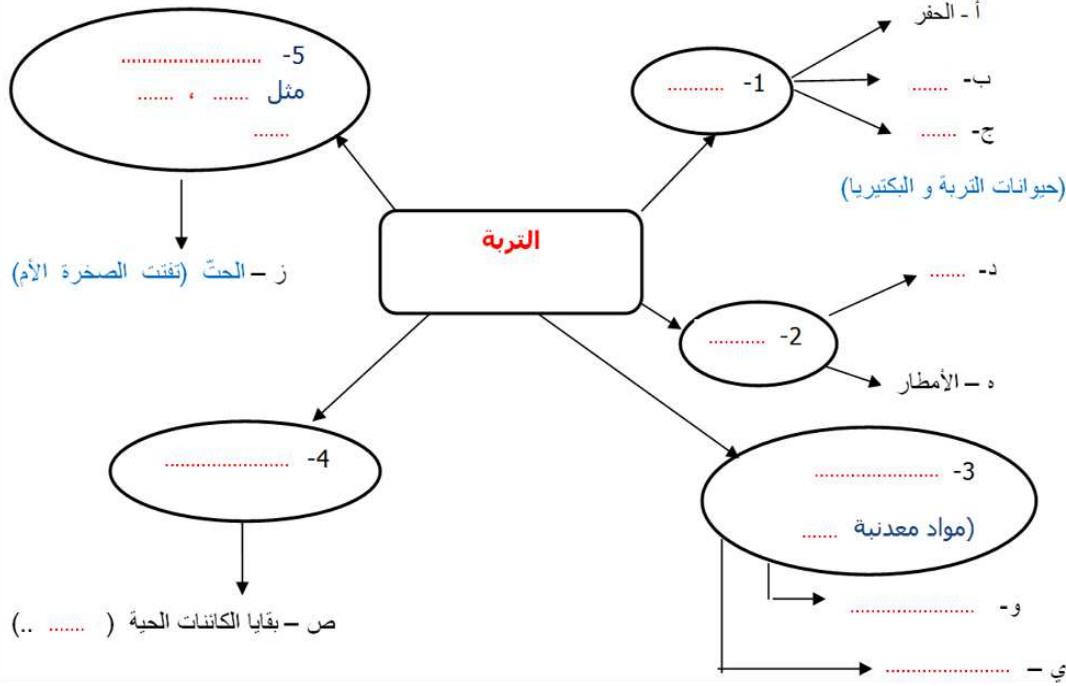 أ - الحفر
1- ...........
ب- .......
ج- .......
(حيوانات التربة و البكتيريا)
5- ............................
مثل ....... ، .......
.......
ز – الحتّ (تفتت الصخرة الأم)
التربة
د- .......
2- ...........
ه – الأمطار
3- ........................
(مواد معدنبة .......
و- ........................
ي – ........................
4- ........................
ص – بقايا الكائنات الحية ( ....... ..)